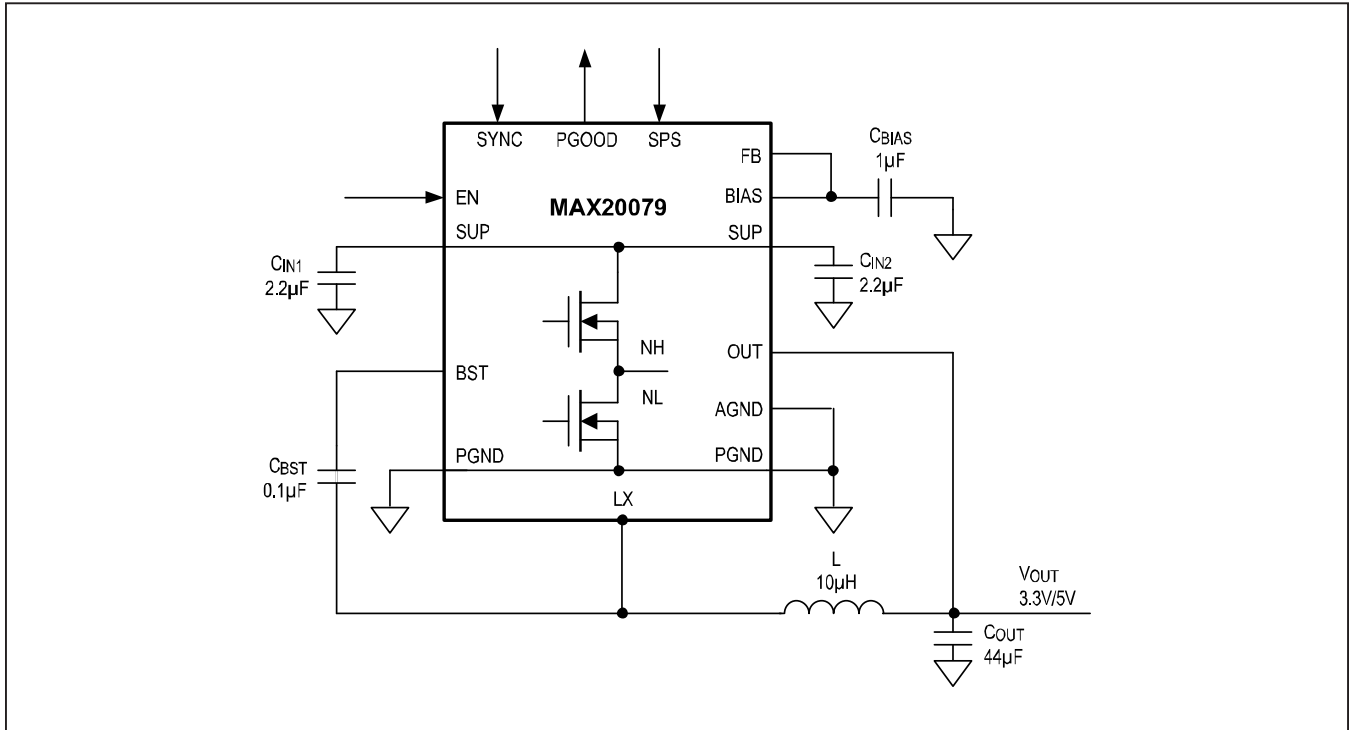 SYNC PGOOD SPS
FB
CBIAS
1µF
EN
MAX20079
BIAS
SUP
SUP
CIN1
2.2µF
CIN2
2.2µF
NH
OUT
BST
NL
AGND
CBST
0.1µF
PGND
PGND
LX
L
10µH
VOUT
3.3V/5V
COUT
44µF